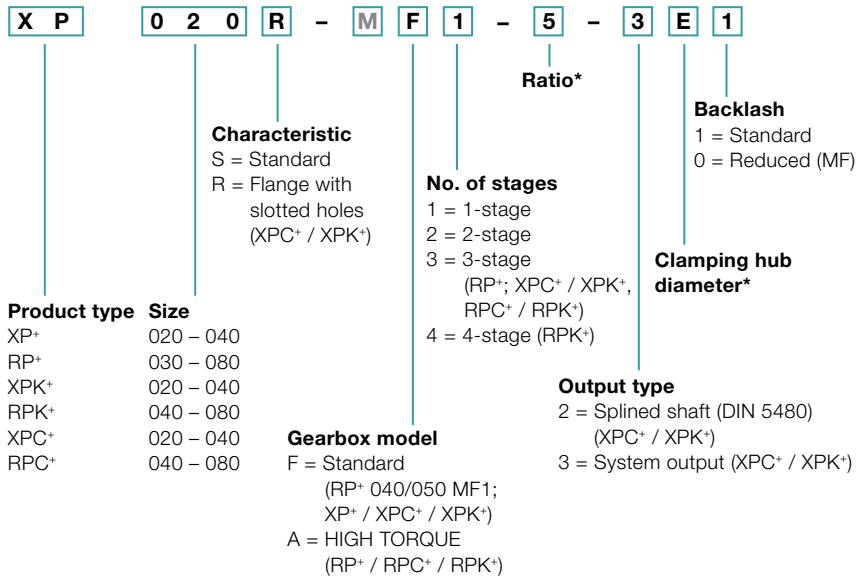 XP 020 R – M F 1 – 5 – 3 E 1
Ratio*
Backlash
1 = Standard
0 = Reduced (MF)
Characteristic
S = Standard
R = Flange with
slotted holes
(XPC⁺ / XPK⁺)
No. of stages
1 = 1-stage
2 = 2-stage
3 = 3-stage
(RP⁺; XPC⁺ / XPK⁺,
RPC⁺ / RPK⁺)
4 = 4-stage (RPK⁺)
Clamping hub
diameter*
Product type Size
XP⁺ 020 – 040
RP⁺ 030 – 080
XPK⁺ 020 – 040
RPK⁺ 040 – 080
XPC⁺ 020 – 040
RPC⁺ 040 – 080
Gearbox model
F = Standard
(RP⁺ 040/050 MF1;
XP⁺ / XPC⁺ / XPK⁺)
A = HIGH TORQUE
(RP⁺ / RPC⁺ / RPK⁺)
Output type
2 = Splined shaft (DIN 5480)
(XPC⁺ / XPK⁺)
3 = System output (XPC⁺ / XPK⁺)